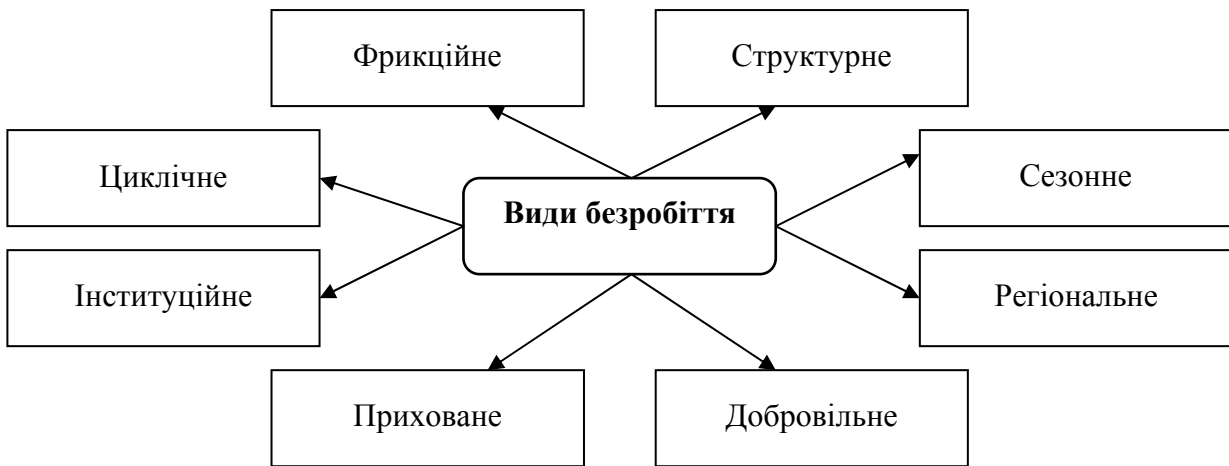 Фрикційне
Структурне
Циклічне
Сезонне
Види безробіття
Інституційне
Регіональне
Приховане
Добровільне